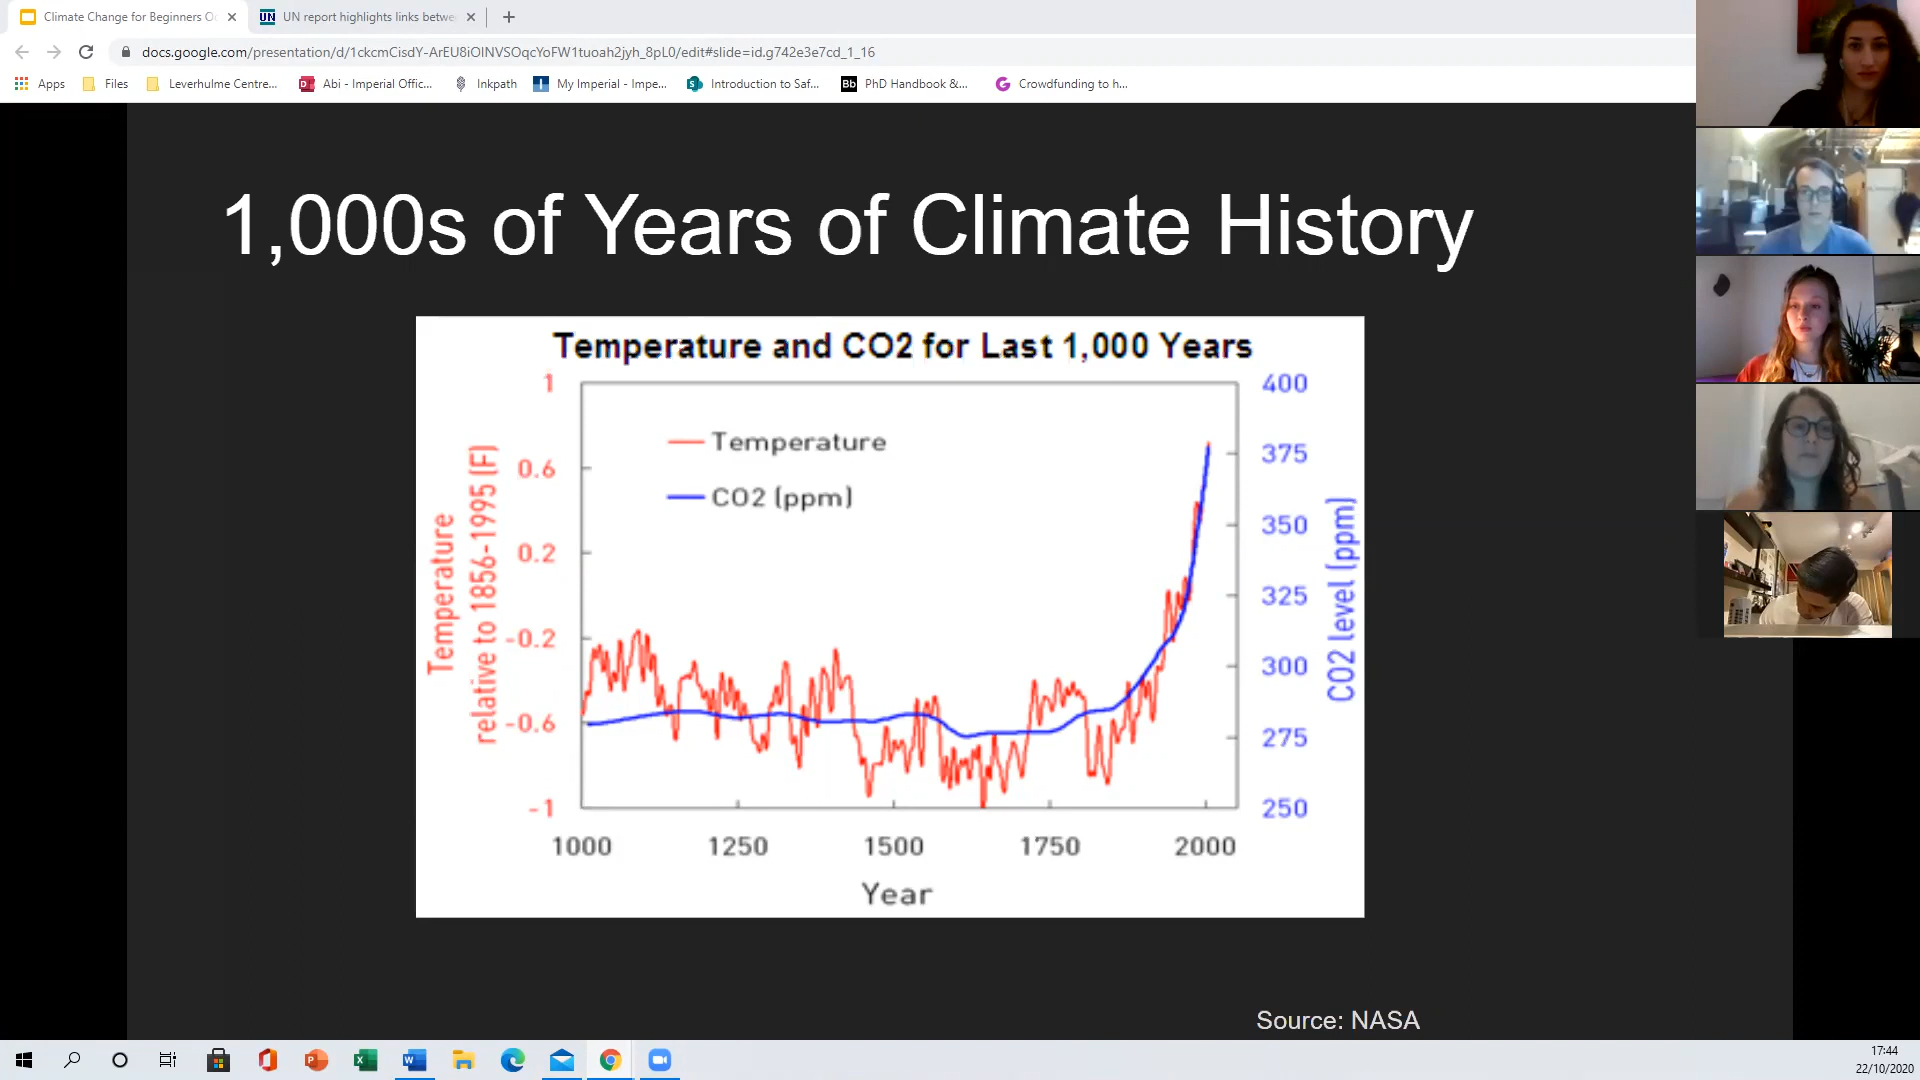 Climate Change for Beginners Oc
UN report highlights links betwe
docs.google.com/presentation/d/1ckcmCisdY-ArEU8iOINVSOqcYoFW1tuoah2jyh_8pL0/edit#slide=id.g742e3e7cd_1_16
Apps Files Leverhulme Centre... Abi - Imperial Offic... Inkpath My Imperial - Impe... Introduction to Saf... Bb PhD Handbook &... Crowdfunding to h...
1,000s of Years of Climate History
Temperature and CO2 for Last 1,000 Years
Temperature
relative to 1856-1995 (F)
1
0.6
0.2
-0.2
-0.6
-1
Temperature
CO2 (ppm)
400
375
350
325
300
275
250
CO2 level (ppm)
1000 1250 1500 1750 2000
Year
Source: NASA
17:44
22/10/2020